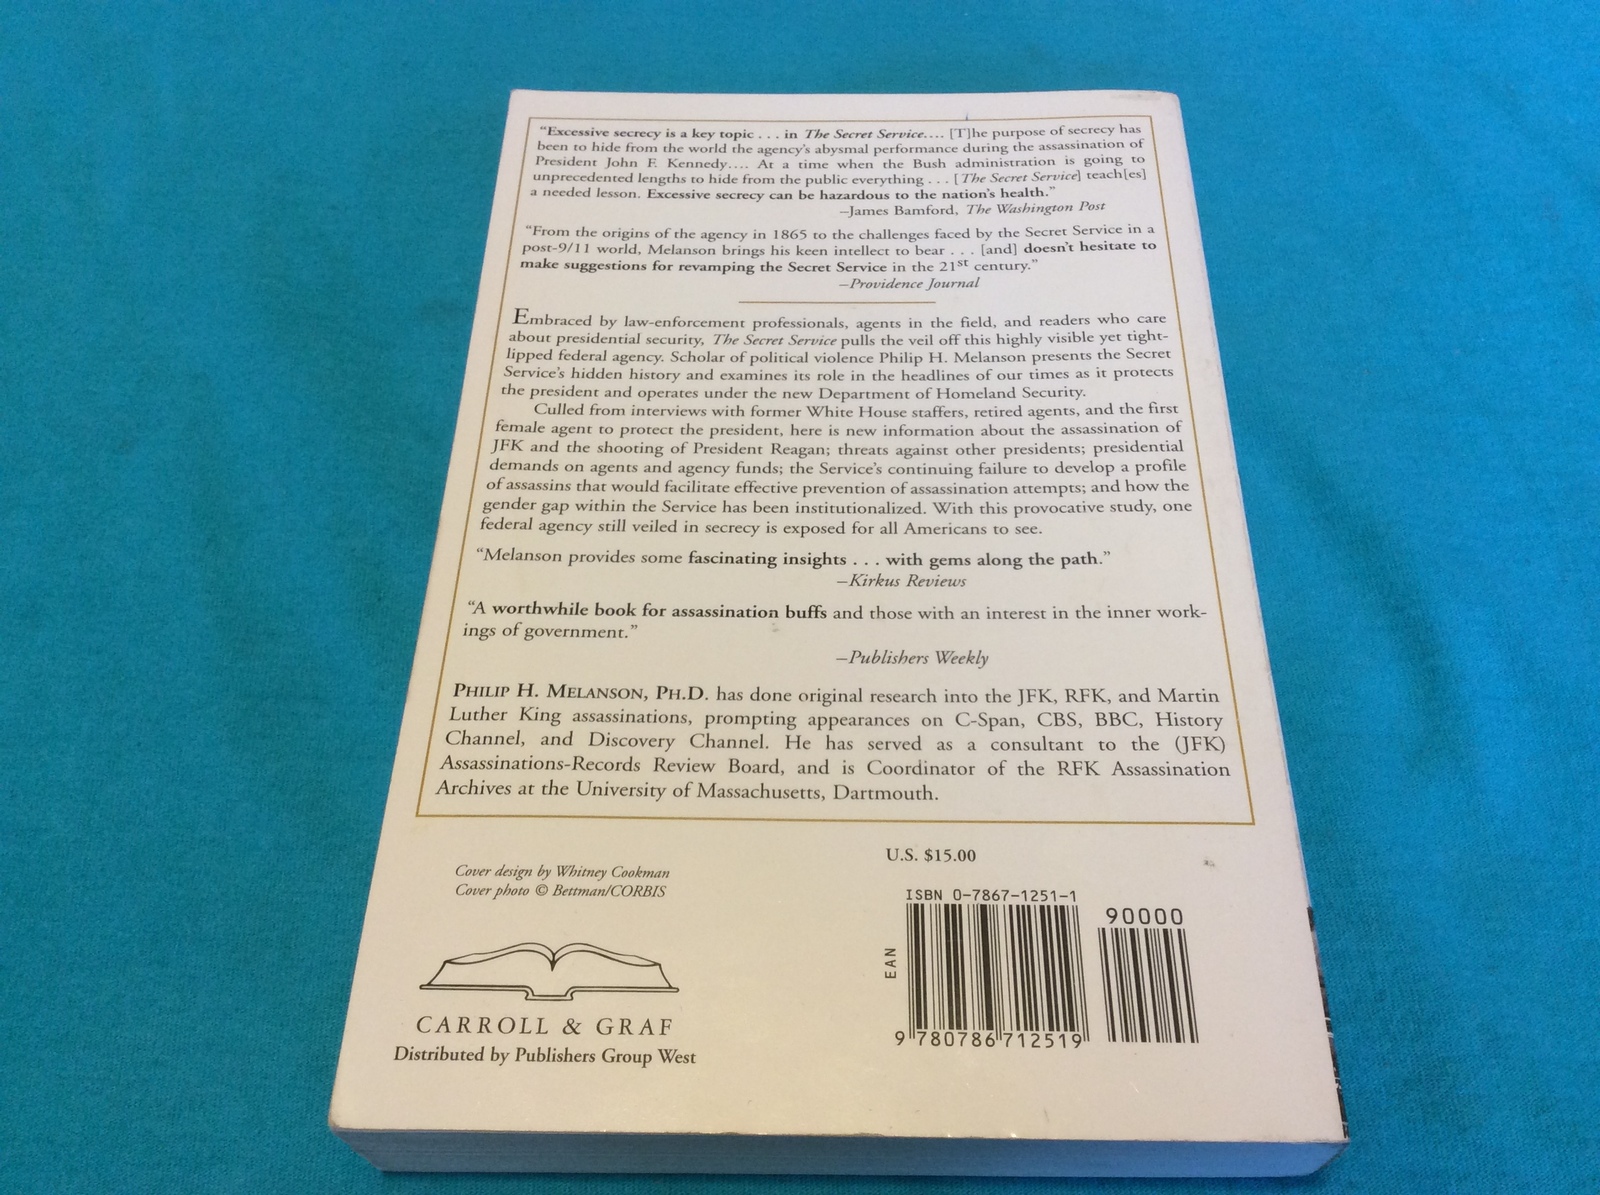 “Excessive secrecy is a key topic . . . in The Secret Service.... [T]he purpose of secrecy has
been to hide from the world the agency’s abysmal performance during the assassination of
President John F. Kennedy.... At a time when the Bush administration is going to
unprecedented lengths to hide from the public everything . . . [The Secret Service] teach[es]
a needed lesson. Excessive secrecy can be hazardous to the nation’s health.”
–James Bamford, The Washington Post
“From the origins of the agency in 1865 to the challenges faced by the Secret Service in a
post-9/11 world, Melanson brings his keen intellect to bear . . . [and] doesn’t hesitate to
make suggestions for revamping the Secret Service in the 21st century.”
–Providence Journal
Embraced by law-enforcement professionals, agents in the field, and readers who care
about presidential security, The Secret Service pulls the veil off this highly visible yet tight-
lipped federal agency. Scholar of political violence Philip H. Melanson presents the Secret
Service’s hidden history and examines its role in the headlines of our times as it protects
the president and operates under the new Department of Homeland Security.
Culled from interviews with former White House staffers, retired agents, and the first
female agent to protect the president, here is new information about the assassination of
JFK and the shooting of President Reagan; threats against other presidents; presidential
demands on agents and agency funds; the Service’s continuing failure to develop a profile
of assassins that would facilitate effective prevention of assassination attempts; and how the
gender gap within the Service has been institutionalized. With this provocative study, one
federal agency still veiled in secrecy is exposed for all Americans to see.
“Melanson provides some fascinating insights . . . with gems along the path.”
–Kirkus Reviews
“A worthwhile book for assassination buffs and those with an interest in the inner work-
ings of government.”
–Publishers Weekly
PHILIP H. MELANSON, PH.D. has done original research into the JFK, RFK, and Martin
Luther King assassinations, prompting appearances on C-Span, CBS, BBC, History
Channel, and Discovery Channel. He has served as a consultant to the (JFK)
Assassinations-Records Review Board, and is Coordinator of the RFK Assassination
Archives at the University of Massachusetts, Dartmouth.
U.S. $15.00
Cover design by Whitney Cookman
Cover photo © Bettman/CORBIS
ISBN 0-7867-1251-1
90000
EAN
9 780786 712519
CARROLL & GRAF
Distributed by Publishers Group West